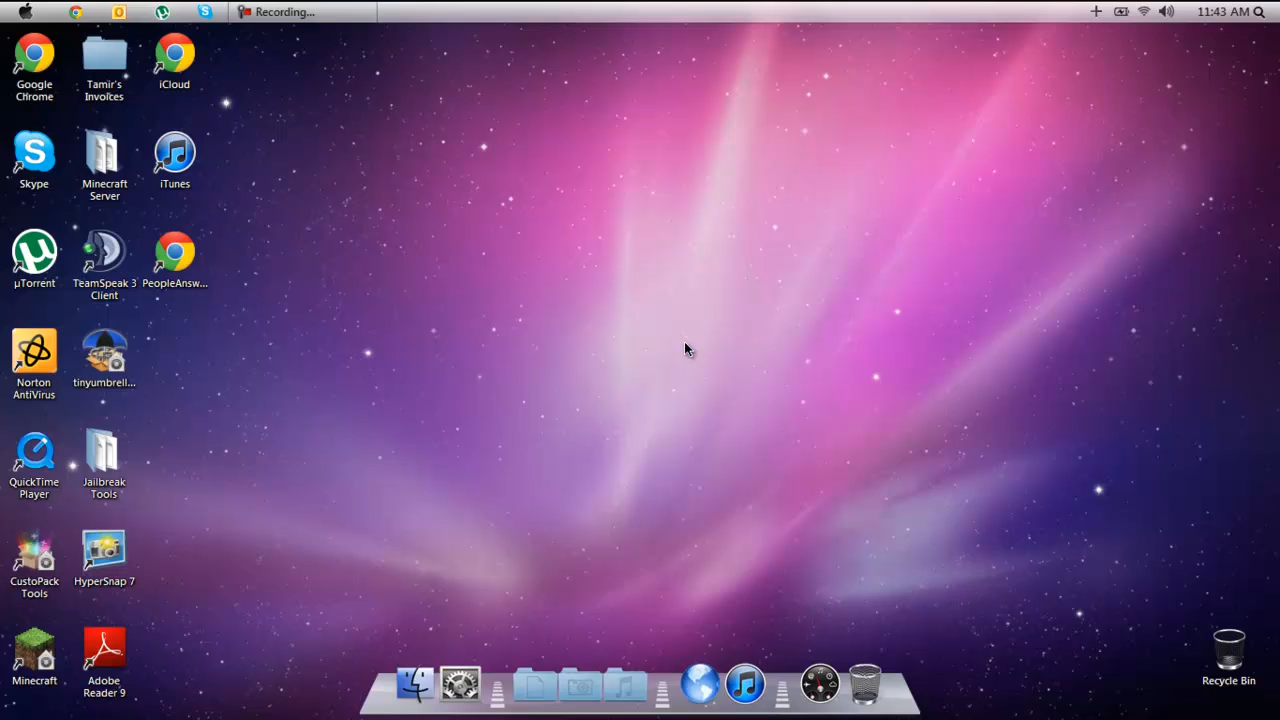 Recording...
11:43 AM
Google
Chrome
Tamir's
Invoices
iCloud
Skype
Minecraft
Server
iTunes
µTorrent
TeamSpeak 3
Client
PeopleAnsw...
Norton
AntiVirus
tinyumbrell...
QuickTime
Player
Jailbreak
Tools
CustoPack
Tools
HyperSnap 7
Minecraft
Adobe
Reader 9
Recycle Bin